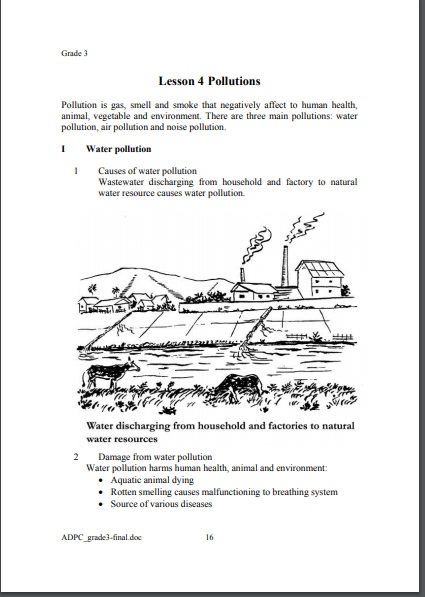 Grade 3
Lesson 4 Pollutions
Pollution is gas, smell and smoke that negatively affect to human health,
animal, vegetable and environment. There are three main pollutions: water
pollution, air pollution and noise pollution.
I Water pollution
1 Causes of water pollution
Wastewater discharging from household and factory to natural
water resource causes water pollution.
Water discharging from household and factories to natural
water resources
2 Damage from water pollution
Water pollution harms human health, animal and environment:
• Aquatic animal dying
• Rotten smelling causes malfunctioning to breathing system
• Source of various diseases
ADPC_grade3-final.doc 16